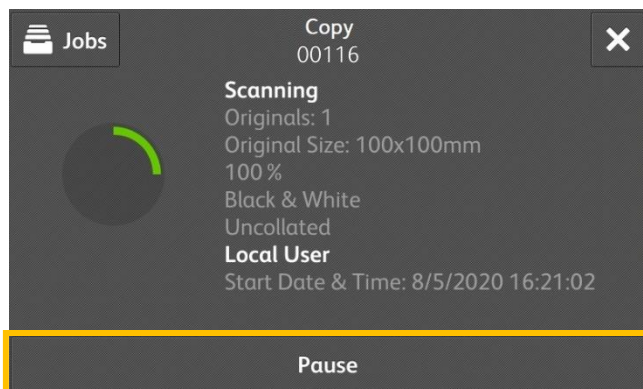 Jobs
Copy
00116
Scanning
Originals: 1
Original Size: 100x100mm
100 %
Black & White
Uncollated
Local User
Start Date & Time: 8/5/2020 16:21:02
Pause